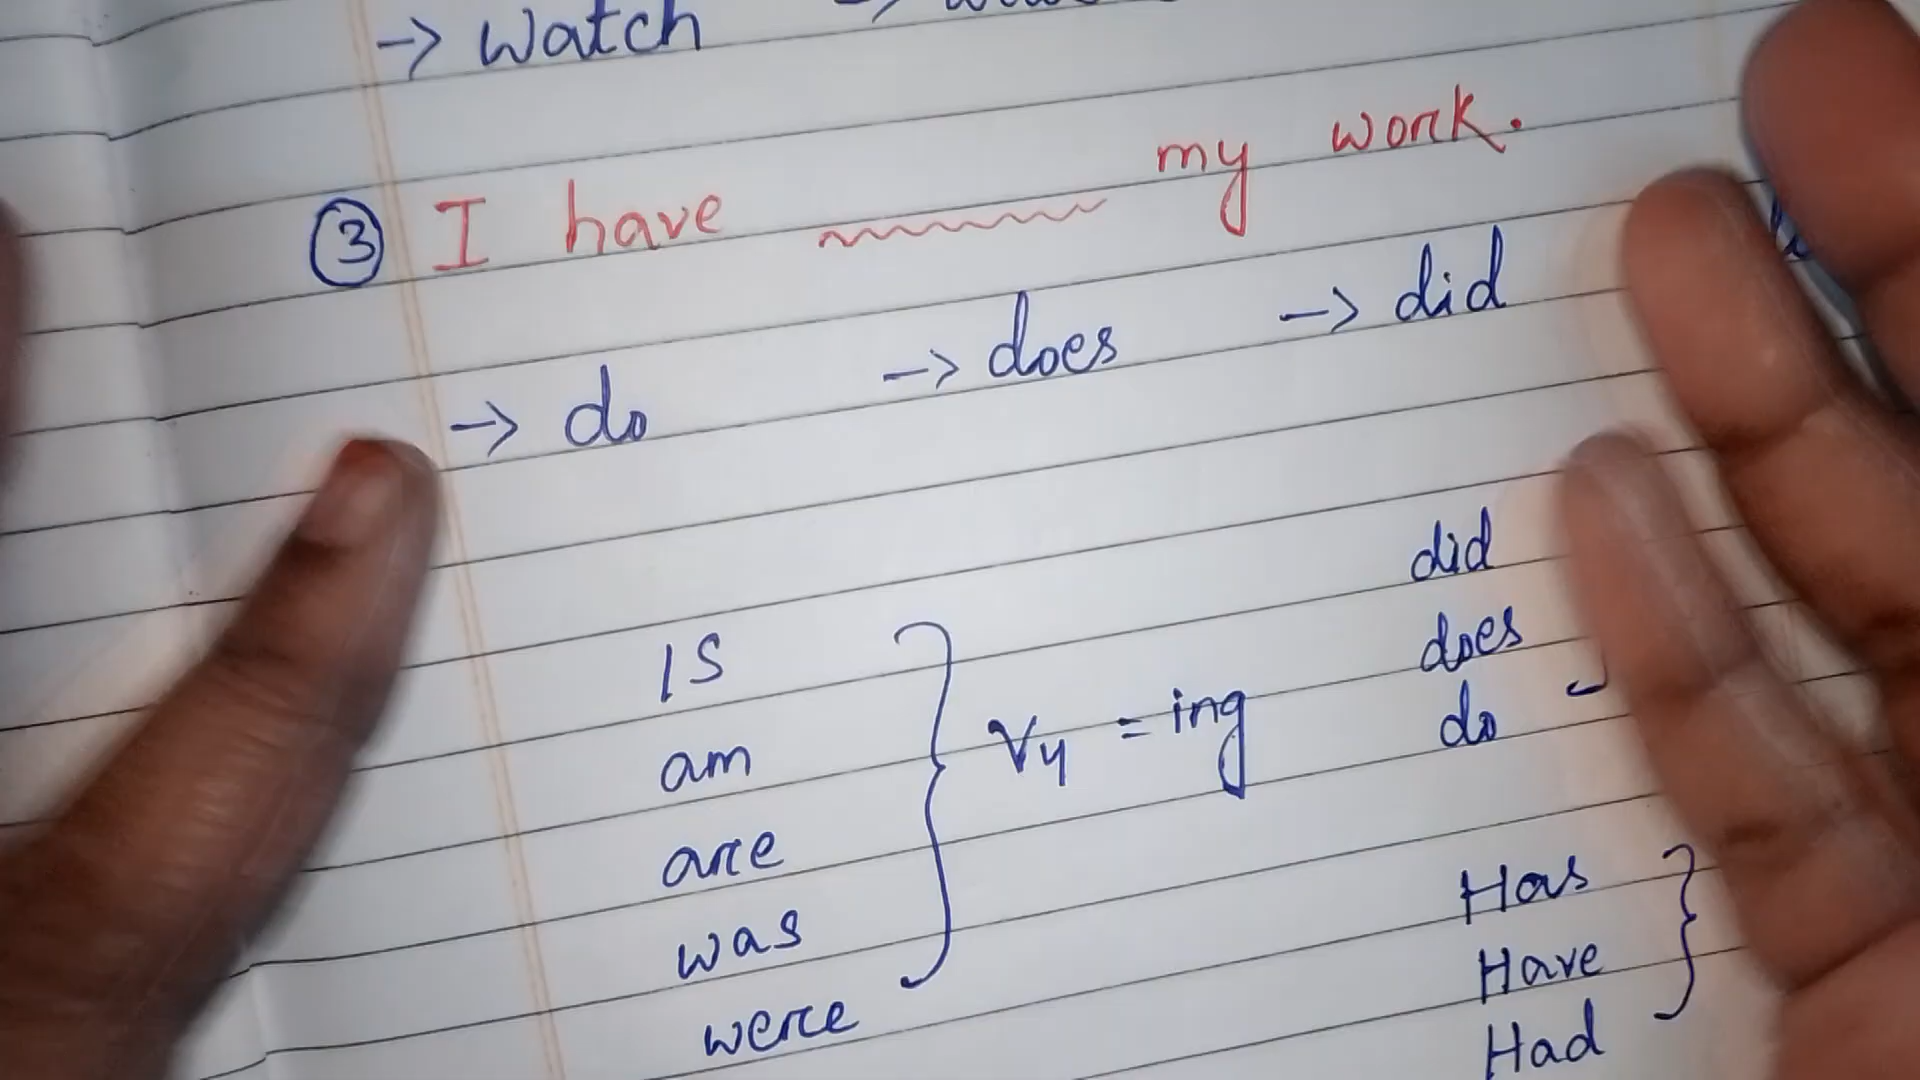 → Watch →
③ I have ~~~~~~ my work.
→ do → does → did
did
does
do
is
am
are
was
were
V4 = ing
Has
Have
Had